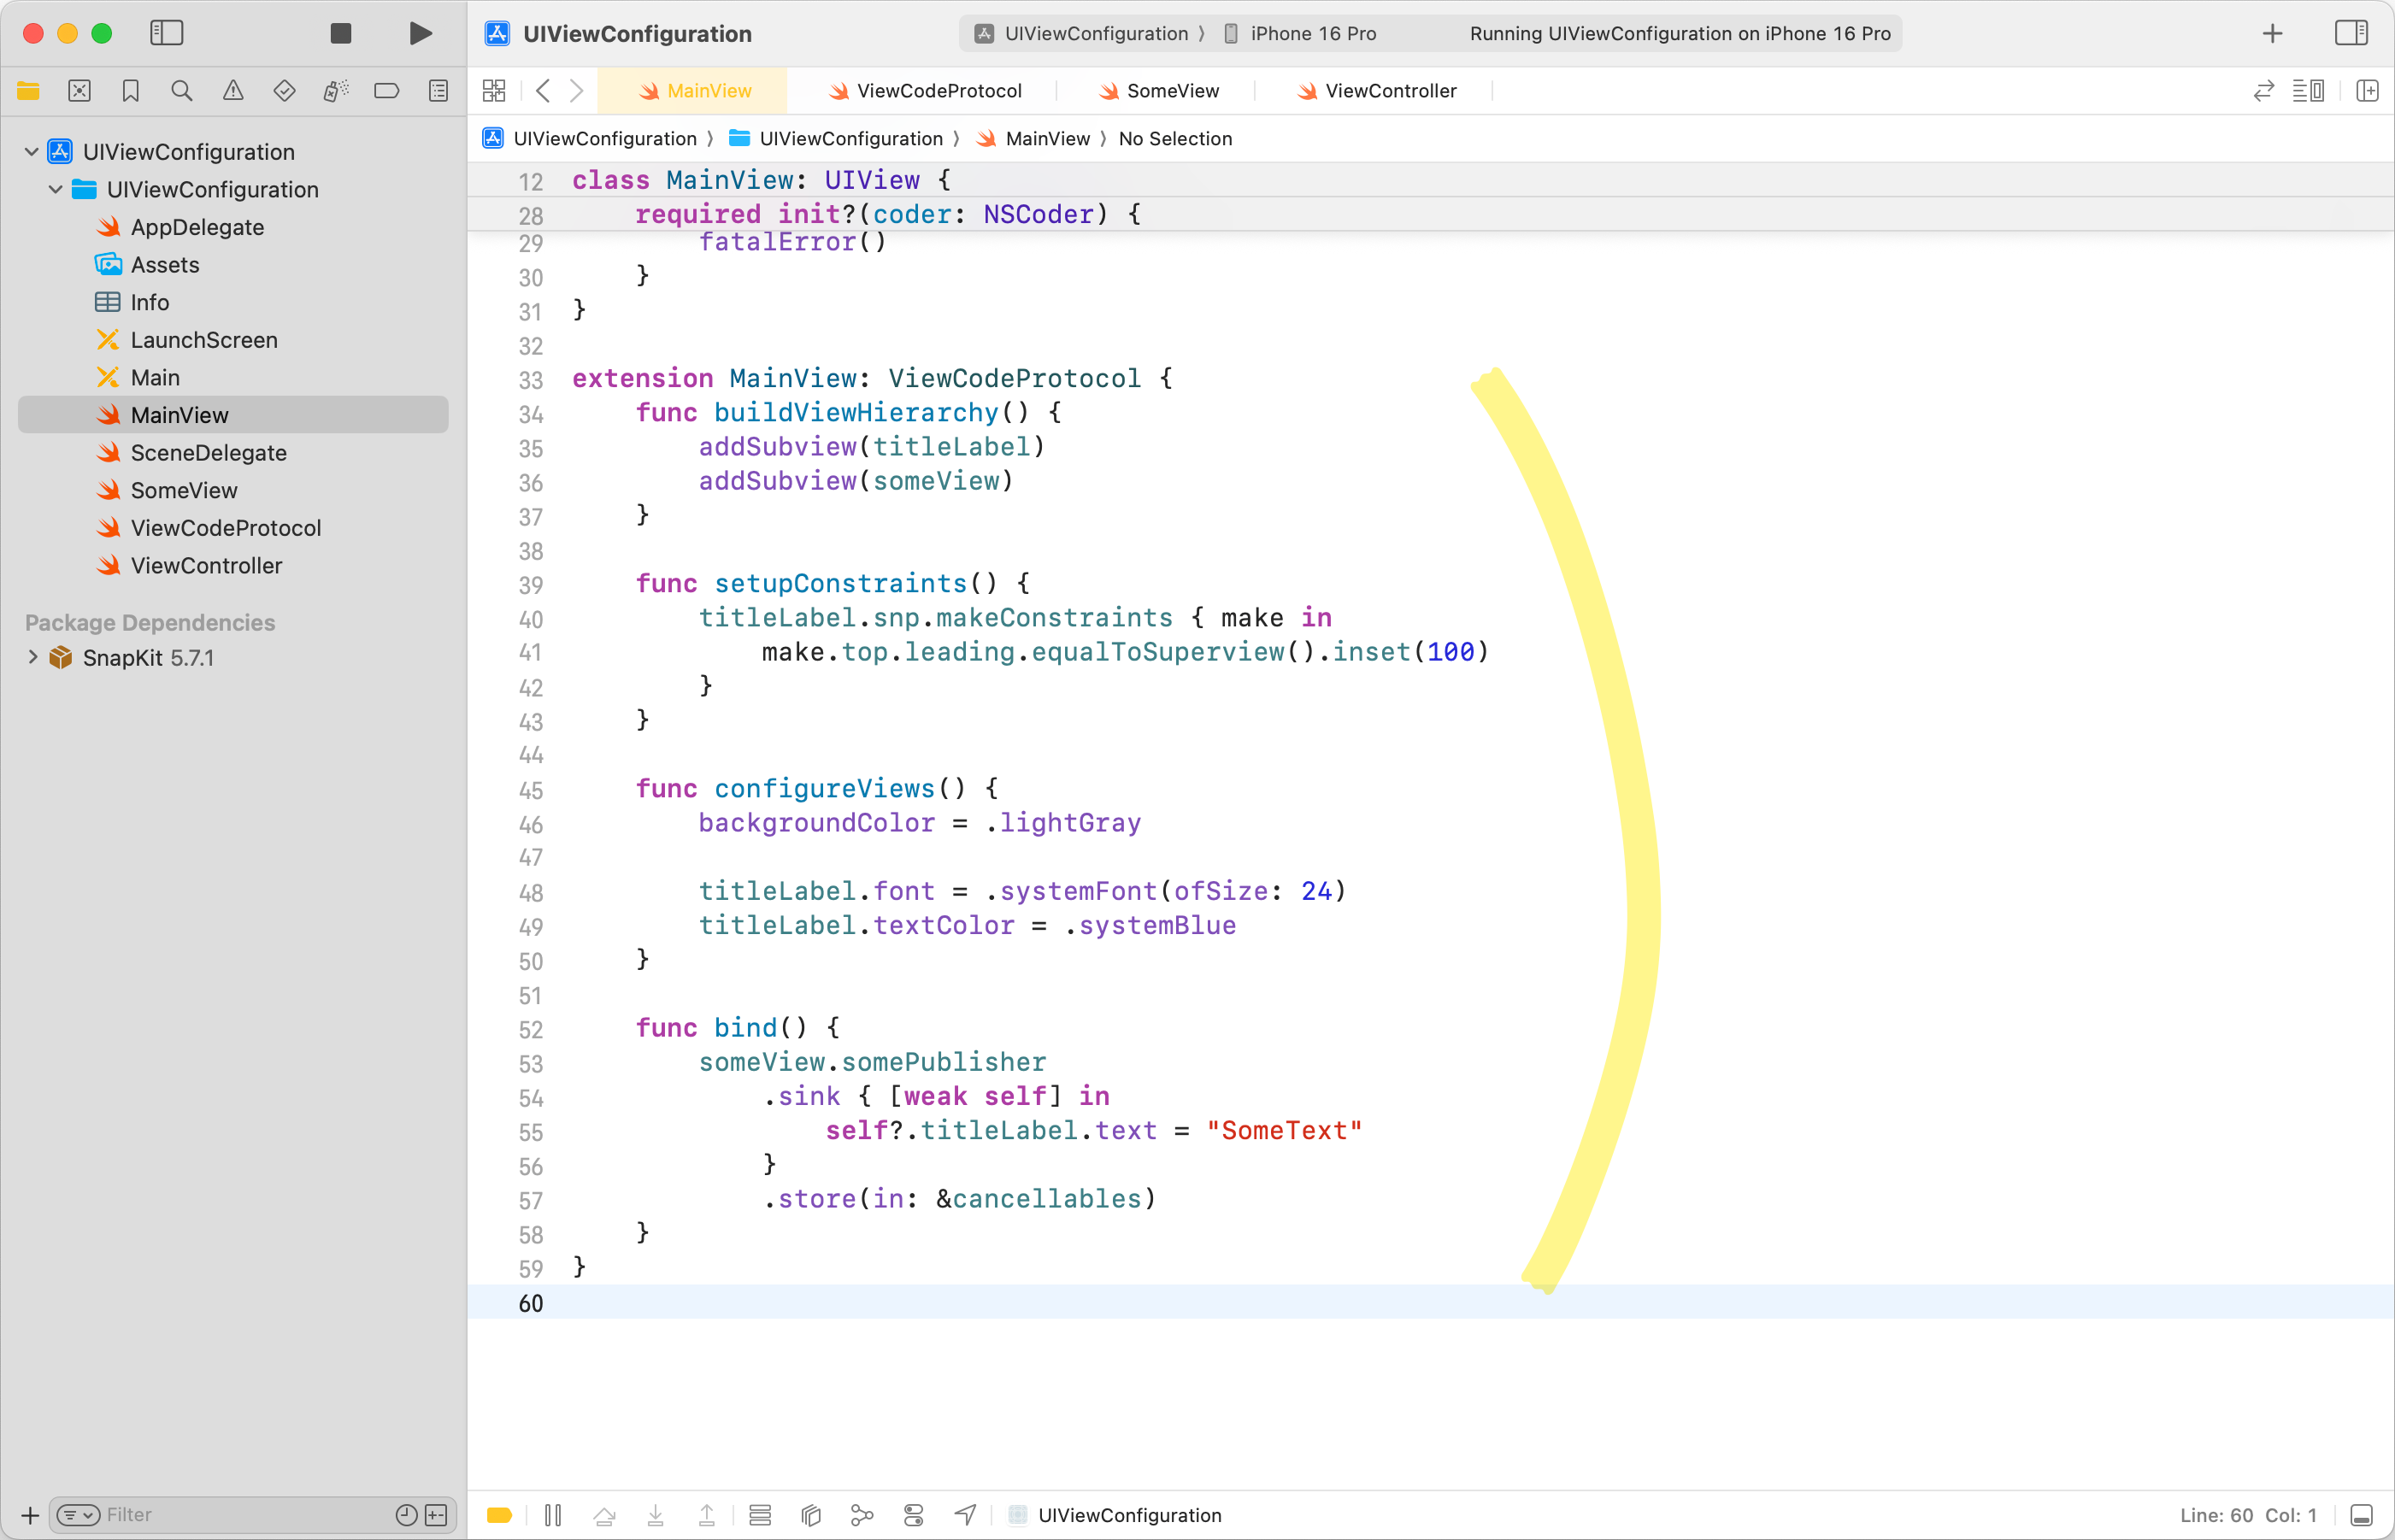 UIViewConfiguration
UIViewConfiguration 〉 iPhone 16 Pro
Running UIViewConfiguration on iPhone 16 Pro
MainView
ViewCodeProtocol
SomeView
ViewController
UIViewConfiguration 〉 UIViewConfiguration 〉 MainView 〉 No Selection
UIViewConfiguration
UIViewConfiguration
AppDelegate
Assets
Info
LaunchScreen
Main
MainView
SceneDelegate
SomeView
ViewCodeProtocol
ViewController
Package Dependencies
SnapKit 5.7.1
Filter
12 class MainView: UIView {
28     required init?(coder: NSCoder) {
29         fatalError()
30     }
31 }
32
33 extension MainView: ViewCodeProtocol {
34     func buildViewHierarchy() {
35         addSubview(titleLabel)
36         addSubview(someView)
37     }
38
39     func setupConstraints() {
40         titleLabel.snp.makeConstraints { make in
41             make.top.leading.equalToSuperview().inset(100)
42         }
43     }
44
45     func configureViews() {
46         backgroundColor = .lightGray
47
48         titleLabel.font = .systemFont(ofSize: 24)
49         titleLabel.textColor = .systemBlue
50     }
51
52     func bind() {
53         someView.somePublisher
54             .sink { [weak self] in
55                 self?.titleLabel.text = "SomeText"
56             }
57             .store(in: &cancellables)
58     }
59 }
60
UIViewConfiguration
Line: 60 Col: 1